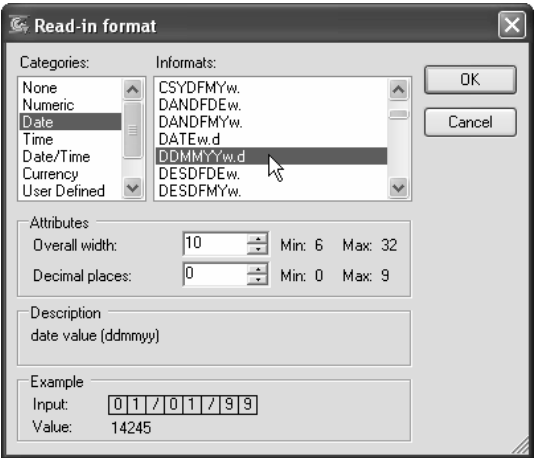 Read-in format
Categories:
Informats:
None
Numeric
Date
Time
Date/Time
Currency
User Defined
CSYDFMYw.
DANDFDEw.
DANDFMYw.
DATEw.d
DDMMYYw.d
DESDFDEw.
DESDFMYw.
OK
Cancel
Attributes
Overall width: 10 Min: 6 Max: 32
Decimal places: 0 Min: 0 Max: 9
Description
date value (ddmmyy)
Example
Input: 01/01/99
Value: 14245